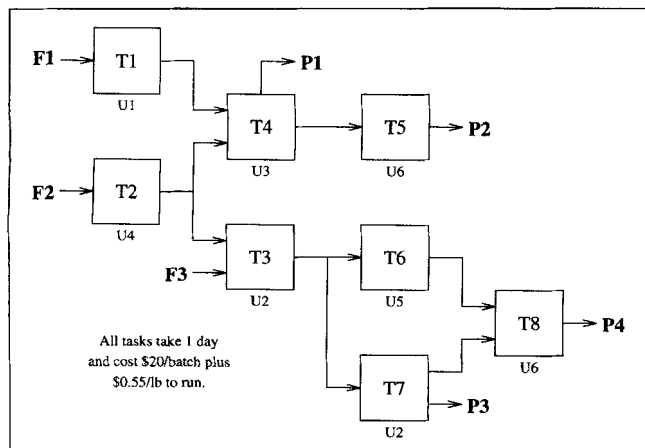 P1
F1
T1
U1
T4
U3
T5
U6
P2
F2
T2
U4
F3
T3
U2
T6
U5
T8
U6
P4
T7
U2
P3
All tasks take 1 day
and cost $20/batch plus
$0.55/lb to run.